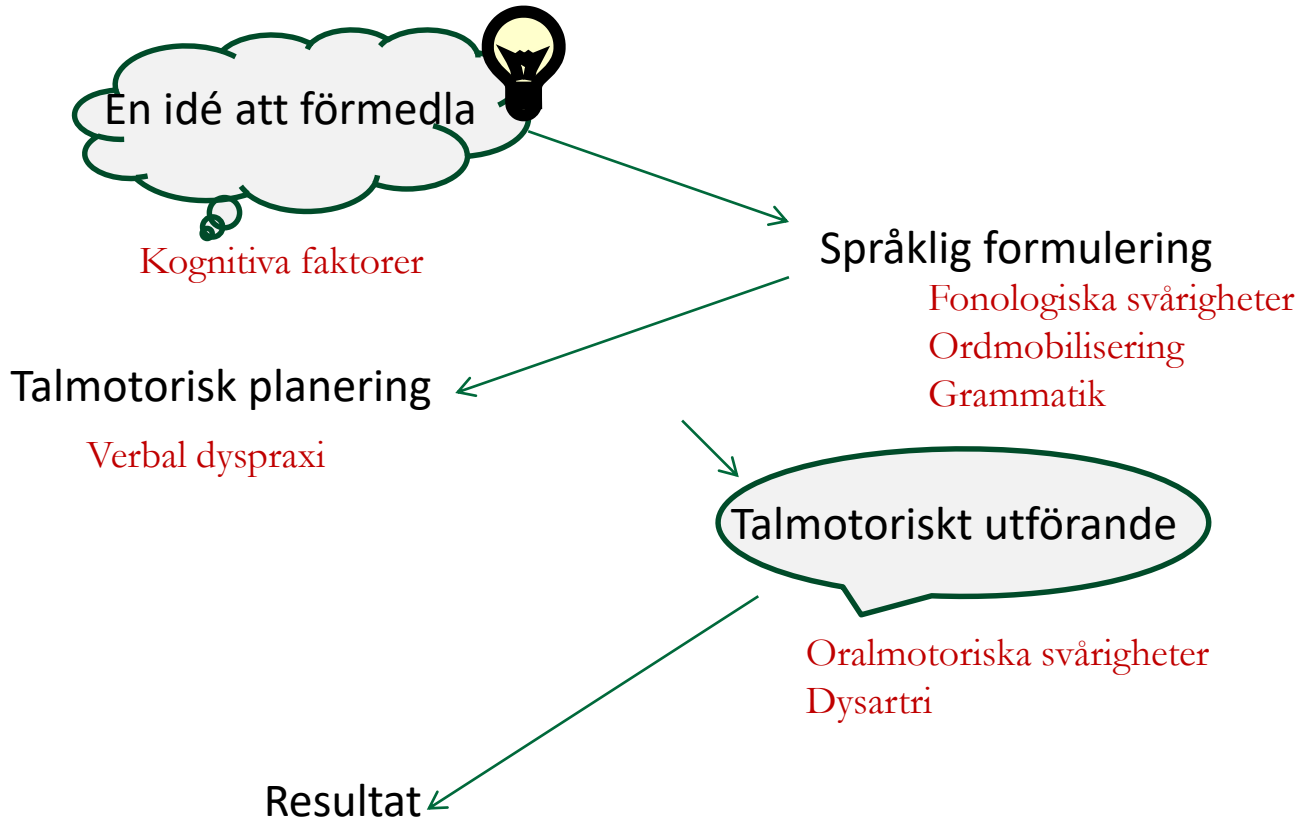 En idé att förmedla
Kognitiva faktorer
Språklig formulering
Fonologiska svårigheter
Ordmobilisering
Grammatik
Talmotorisk planering
Verbal dyspraxi
Talmotoriskt utförande
Oralmotoriska svårigheter
Dysartri
Resultat